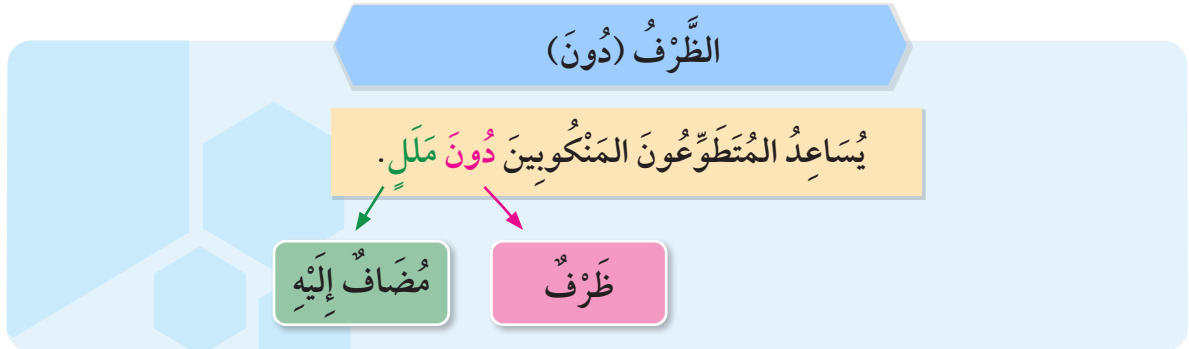 الظَّرْفُ (دُونَ)
يُسَاعِدُ المُتَطَوِّعُونَ المَنْكُوبِينَ دُونَ مَلَلٍ.
ظَرْفٌ
مُضَافٌ إِلَيْهِ